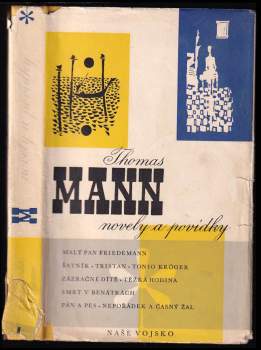 Thomas
MANN
novely a povídky
MALÝ PAN FRIEDEMANN
ŠATNÍK • TRISTAN • TONIO KRÖGER
ZÁZRAČNÉ DÍTĚ • TĚŽKÁ HODINA
SMRT V BENÁTKÁCH
PÁN A PES • NEPOŘÁDEK A ČASNÝ ŽAL
NAŠE VOJSKO
M